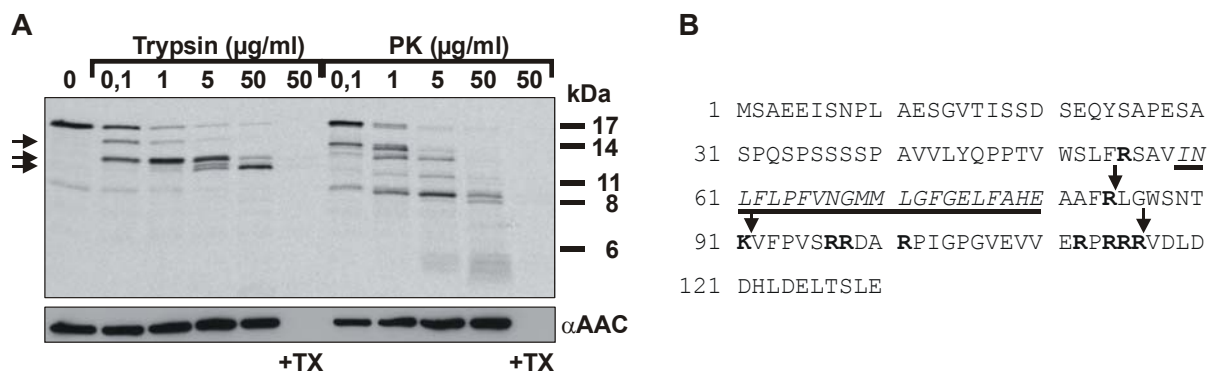 A
Trypsin (µg/ml) PK (µg/ml)
0 0,1 1 5 50 50 0,1 1 5 50 50
kDa
17
14
11
8
6
αAAC
+TX +TX
B
1 MSAEEISNPL AESGVTISSD SEQYSAPESA
31 SPQSPSSSSP AVVLYQPPTV WSLFRSAVIN
61 LFLPFVNGMM LGFGELFAHE AAFRLGWSNT
91 KVFPVSRRDA RPIGPGVEVV ERPRRRVDLD
121 DHLDELTSLE